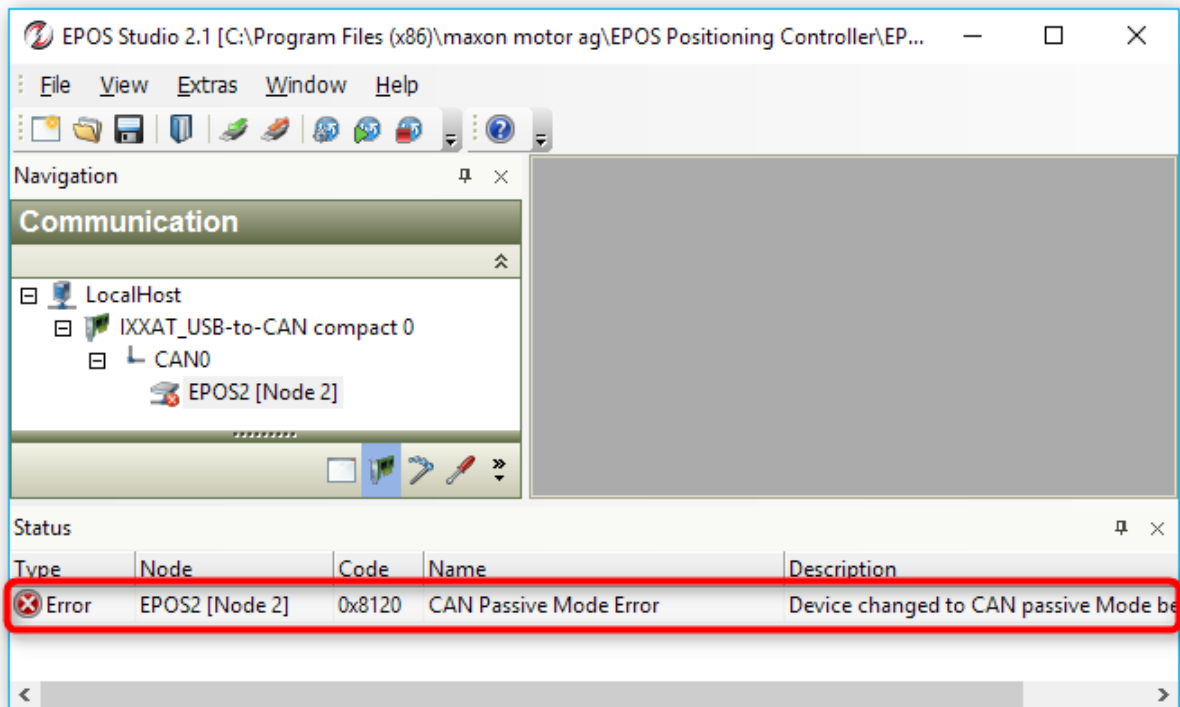 EPOS Studio 2.1 [C:\Program Files (x86)\maxon motor ag\EPOS Positioning Controller\EP...
File View Extras Window Help
Navigation
Communication
LocalHost
IXXAT_USB-to-CAN compact 0
CAN0
EPOS2 [Node 2]
Status
Type Node Code Name Description
Error EPOS2 [Node 2] 0x8120 CAN Passive Mode Error Device changed to CAN passive Mode be